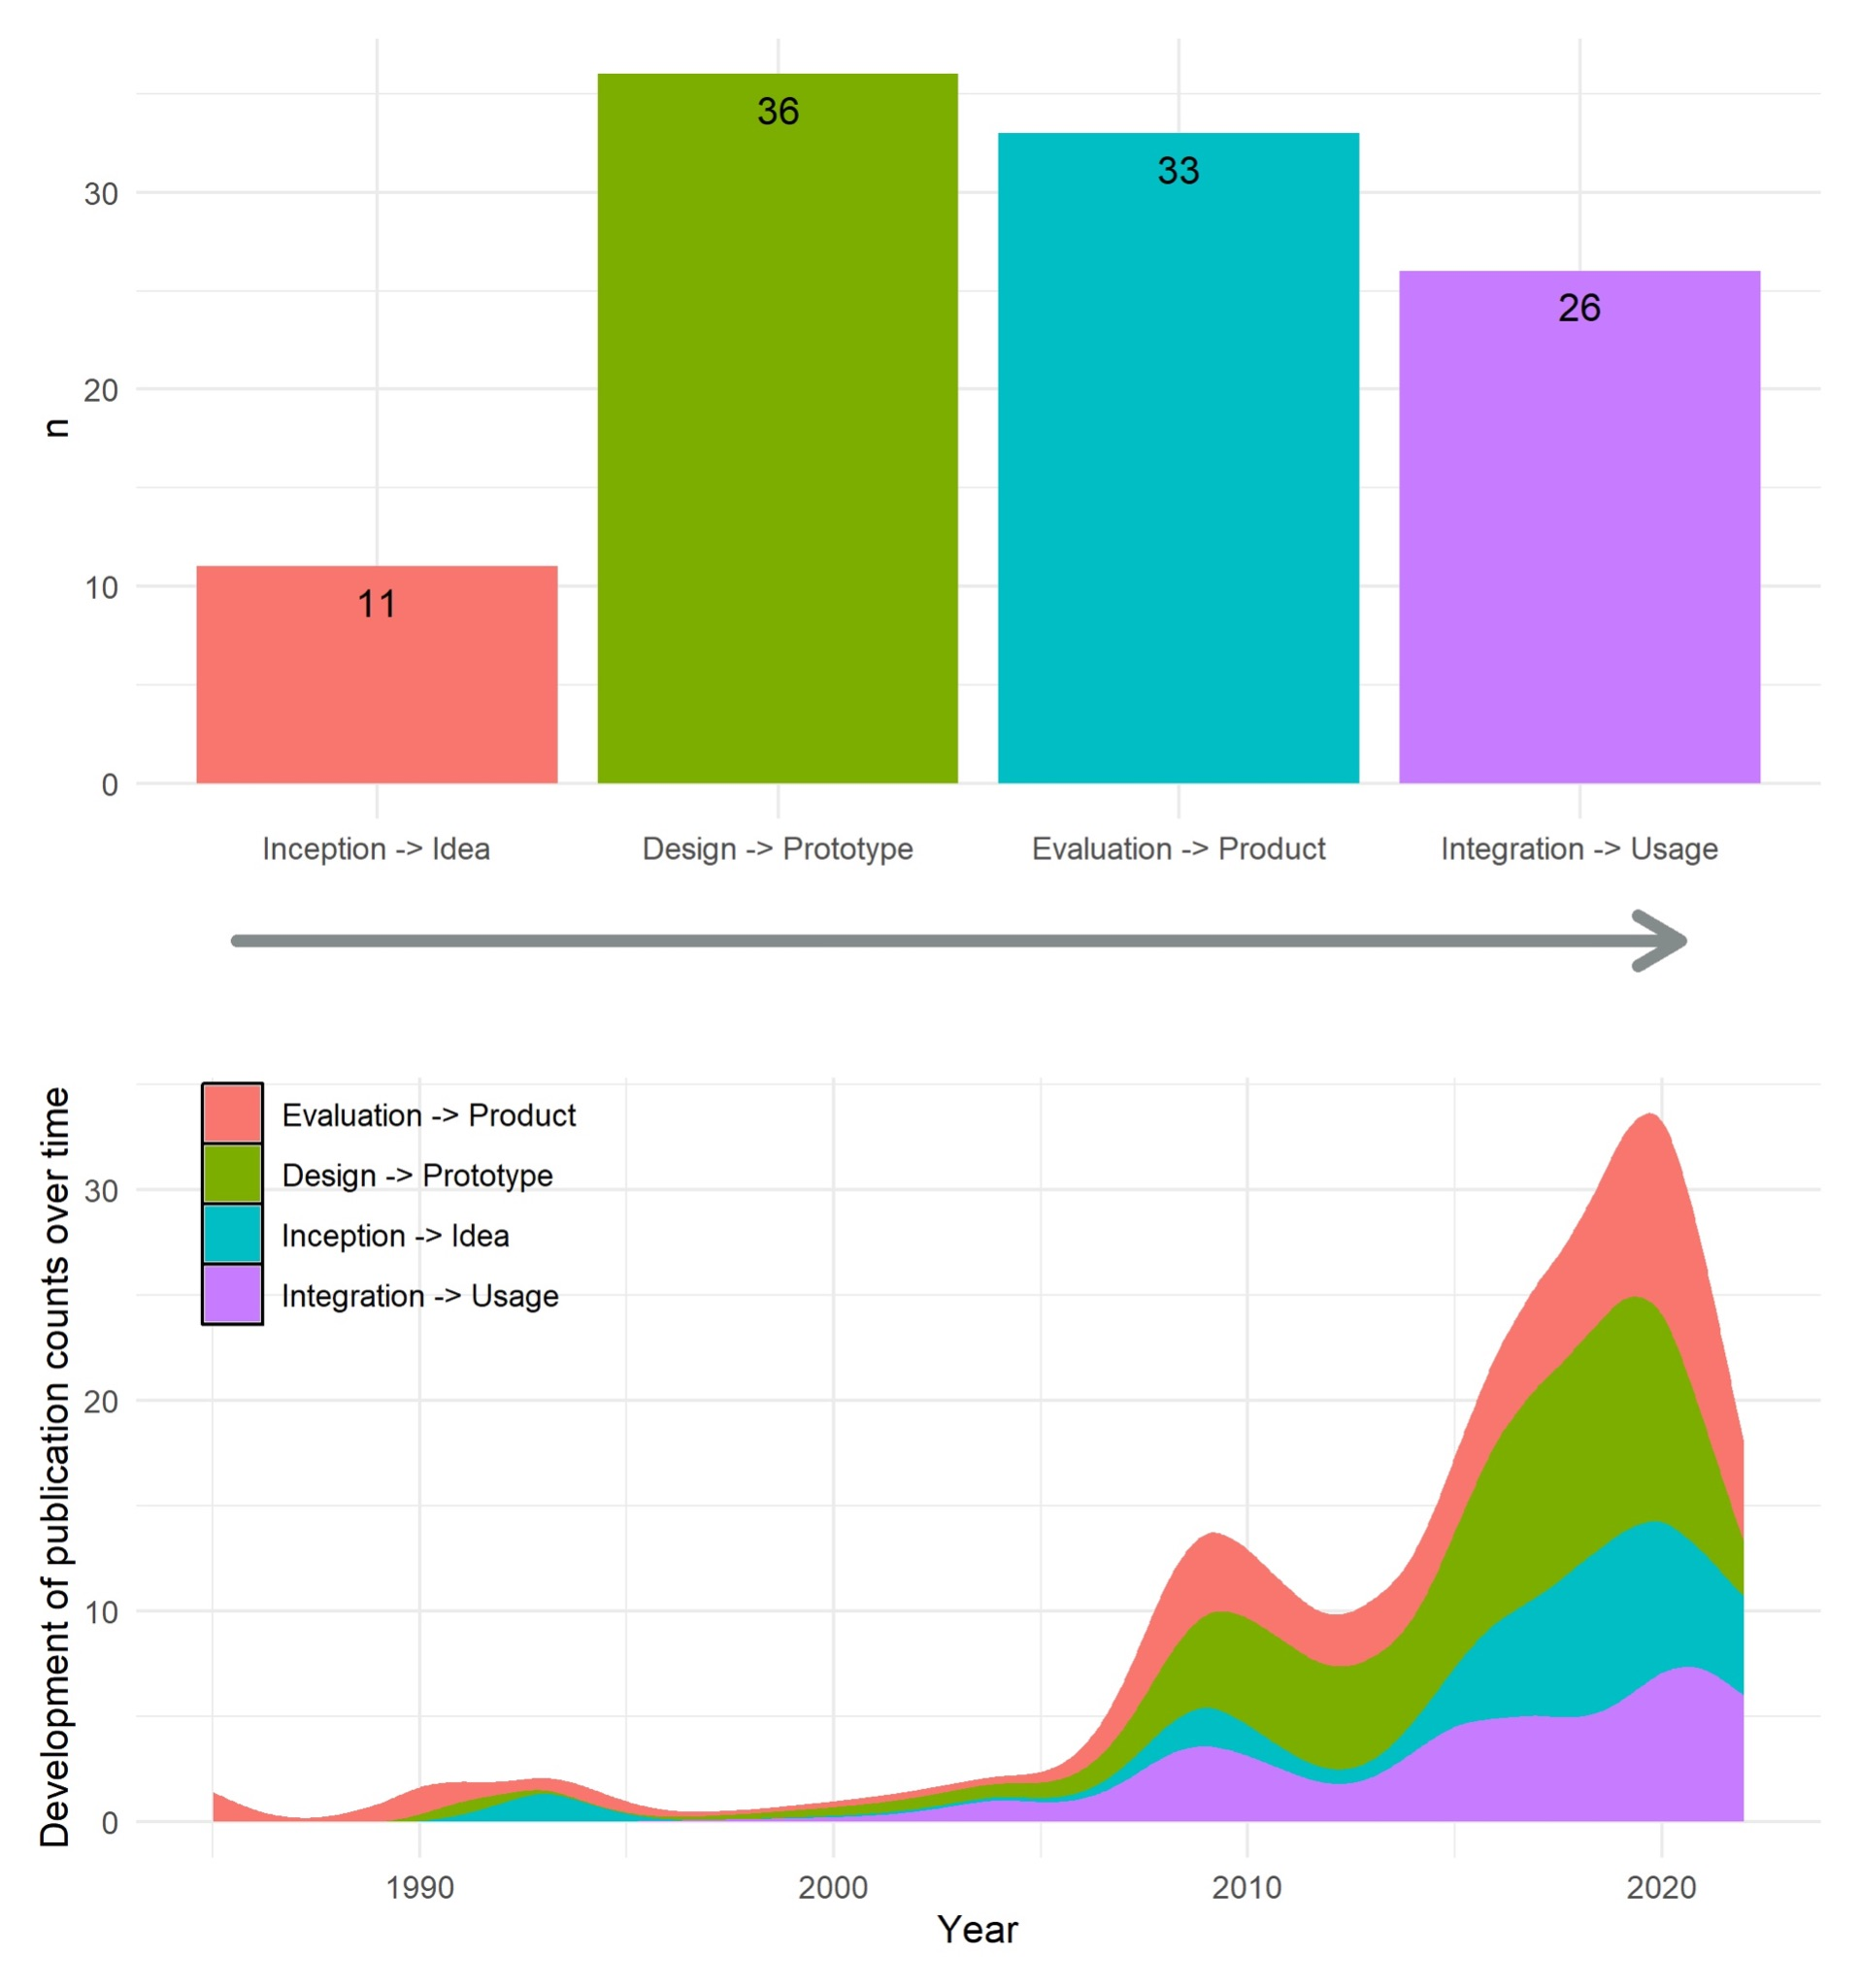 n
30
20
10
0
36
33
26
11
Inception -> Idea
Design -> Prototype
Evaluation -> Product
Integration -> Usage
Development of publication counts over time
30
20
10
0
Evaluation -> Product
Design -> Prototype
Inception -> Idea
Integration -> Usage
1990
2000
2010
2020
Year